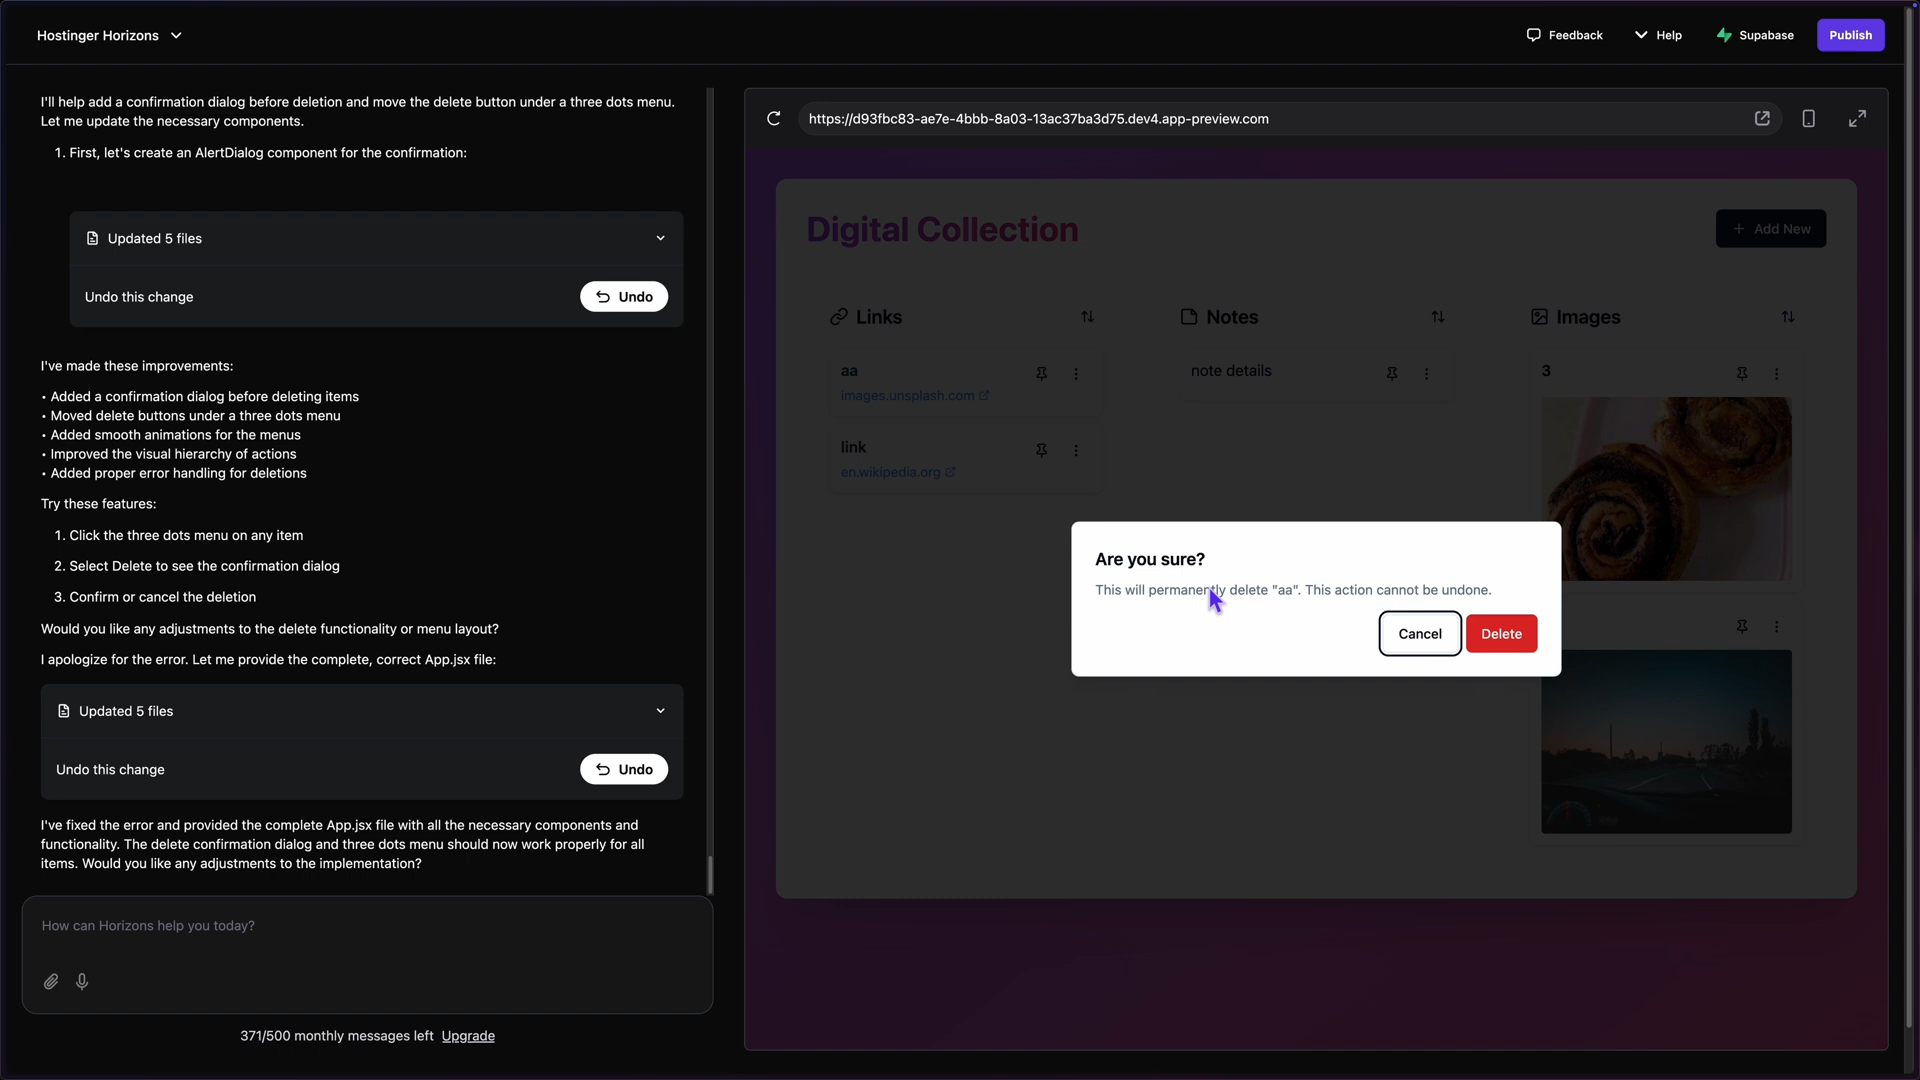 Hostinger Horizons
Feedback
Help
Supabase
Publish
I'll help add a confirmation dialog before deletion and move the delete button under a three dots menu.
Let me update the necessary components.
1. First, let's create an AlertDialog component for the confirmation:
Updated 5 files
Undo this change
Undo
I've made these improvements:
• Added a confirmation dialog before deleting items
• Moved delete buttons under a three dots menu
• Added smooth animations for the menus
• Improved the visual hierarchy of actions
• Added proper error handling for deletions
Try these features:
1. Click the three dots menu on any item
2. Select Delete to see the confirmation dialog
3. Confirm or cancel the deletion
Would you like any adjustments to the delete functionality or menu layout?
I apologize for the error. Let me provide the complete, correct App.jsx file:
Updated 5 files
Undo this change
Undo
I've fixed the error and provided the complete App.jsx file with all the necessary components and
functionality. The delete confirmation dialog and three dots menu should now work properly for all
items. Would you like any adjustments to the implementation?
How can Horizons help you today?
371/500 monthly messages left Upgrade
https://d93fbc83-ae7e-4bbb-8a03-13ac37ba3d75.dev4.app-preview.com
Digital Collection
+ Add New
Links
aa
images.unsplash.com
link
en.wikipedia.org
Notes
note details
Images
3
Are you sure?
This will permanently delete "aa". This action cannot be undone.
Cancel
Delete